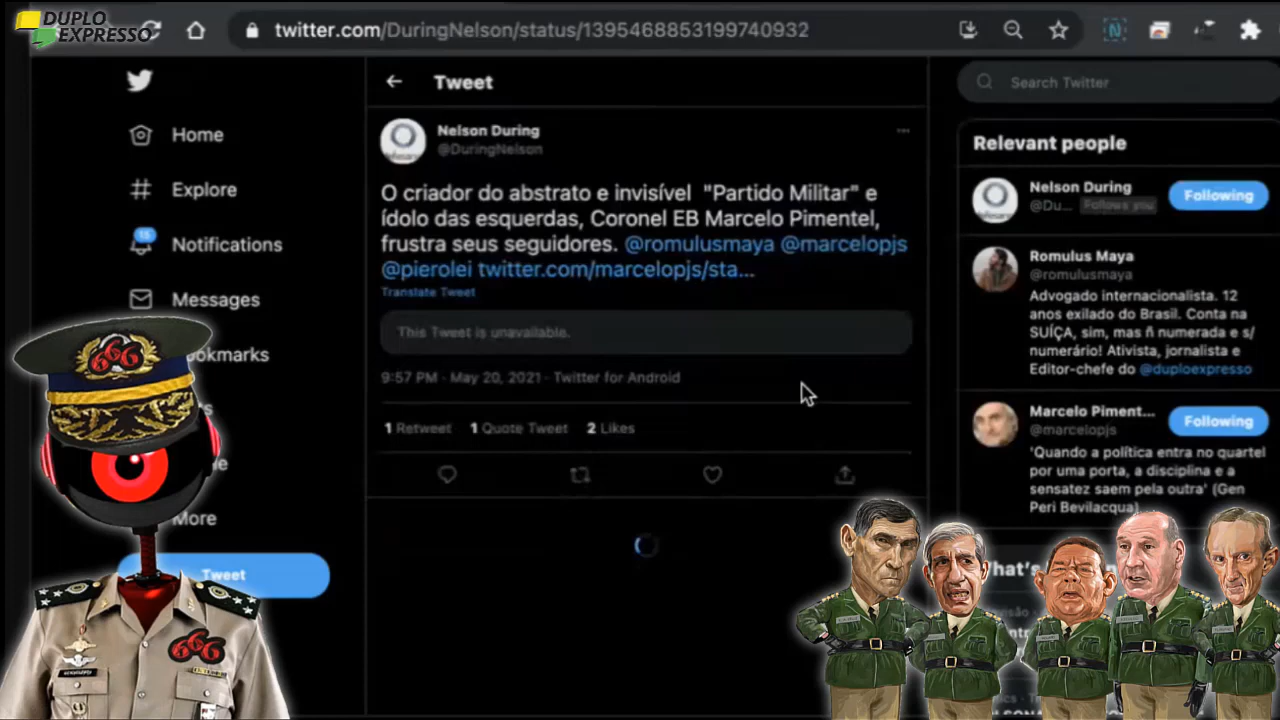 DUPLO
EXPRESSO
twitter.com/DuringNelson/status/1395468853199740932
Home
Explore
15
Notifications
Messages
ookmarks
More
Tweet
Tweet
Nelson During
@DuringNelson
O criador do abstrato e invisível "Partido Militar" e
ídolo das esquerdas, Coronel EB Marcelo Pimentel,
frustra seus seguidores. @romulusmaya @marcelopjs
@pierolei twitter.com/marcelopjs/sta...
Translate Tweet
This Tweet is unavailable.
9:57 PM · May 20, 2021 · Twitter for Android
1 Retweet 1 Quote Tweet 2 Likes
Search Twitter
Relevant people
Nelson During
@Du... Follows you
Following
Romulus Maya
@romulusmaya
Advogado internacionalista. 12
anos exilado do Brasil. Conta na
SUÍÇA, sim, mas ñ numerada e s/
numerário! Ativista, jornalista e
Editor-chefe do @duploexpresso
Marcelo Piment...
@marcelopjs
Following
'Quando a política entra no quartel
por uma porta, a disciplina e a
sensatez saem pela outra' (Gen
Peri Bevilacqua)
What's
666
666